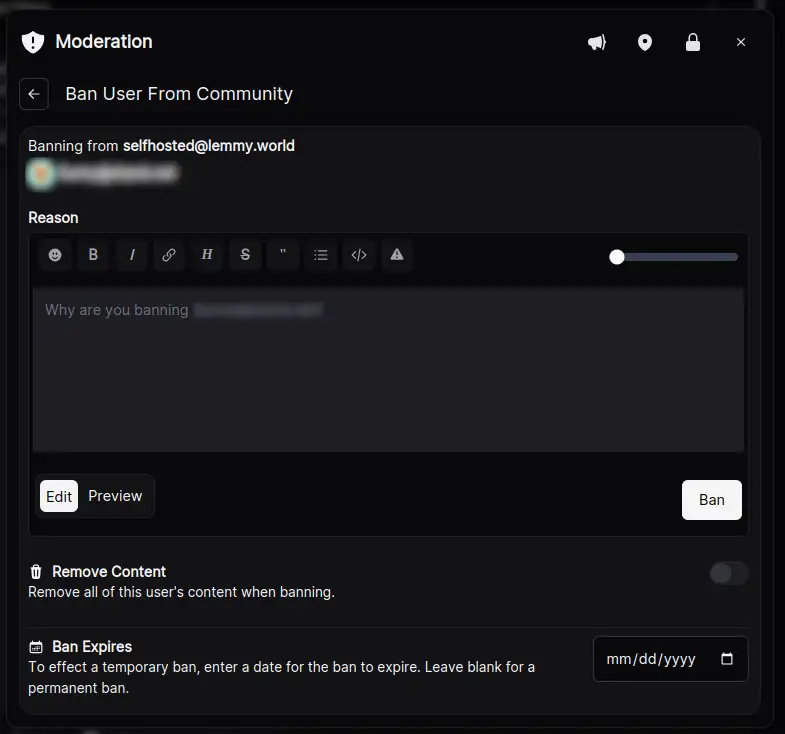 Moderation
Ban User From Community
Banning from selfhosted@lemmy.world
Reason
B I H S " </>
Why are you banning
Edit Preview
Ban
Remove Content
Remove all of this user's content when banning.
Ban Expires
To effect a temporary ban, enter a date for the ban to expire. Leave blank for a
permanent ban.
mm/dd/yyyy